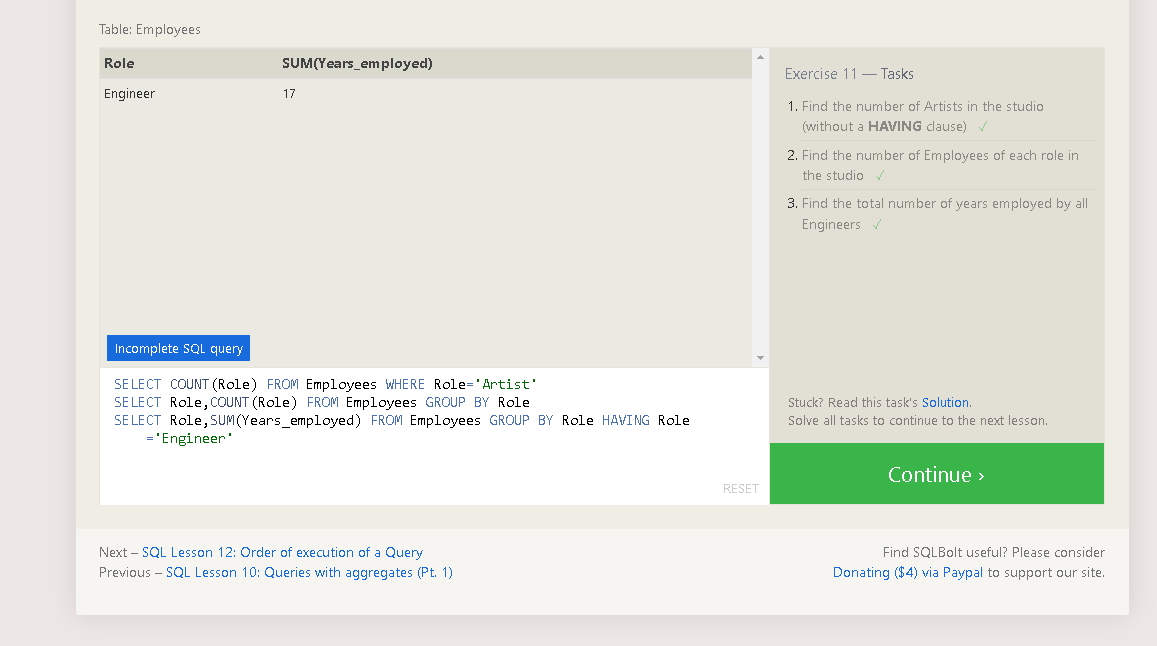 Table: Employees
Role SUM(Years_employed)
Engineer 17
Incomplete SQL query
SELECT COUNT(Role) FROM Employees WHERE Role='Artist'
SELECT Role,COUNT(Role) FROM Employees GROUP BY Role
SELECT Role,SUM(Years_employed) FROM Employees GROUP BY Role HAVING Role
='Engineer'
RESET
Exercise 11 — Tasks
1. Find the number of Artists in the studio
(without a HAVING clause) ✓
2. Find the number of Employees of each role in
the studio ✓
3. Find the total number of years employed by all
Engineers ✓
Stuck? Read this task's Solution.
Solve all tasks to continue to the next lesson.
Continue ›
Next – SQL Lesson 12: Order of execution of a Query
Previous – SQL Lesson 10: Queries with aggregates (Pt. 1)
Find SQLBolt useful? Please consider
Donating ($4) via Paypal to support our site.